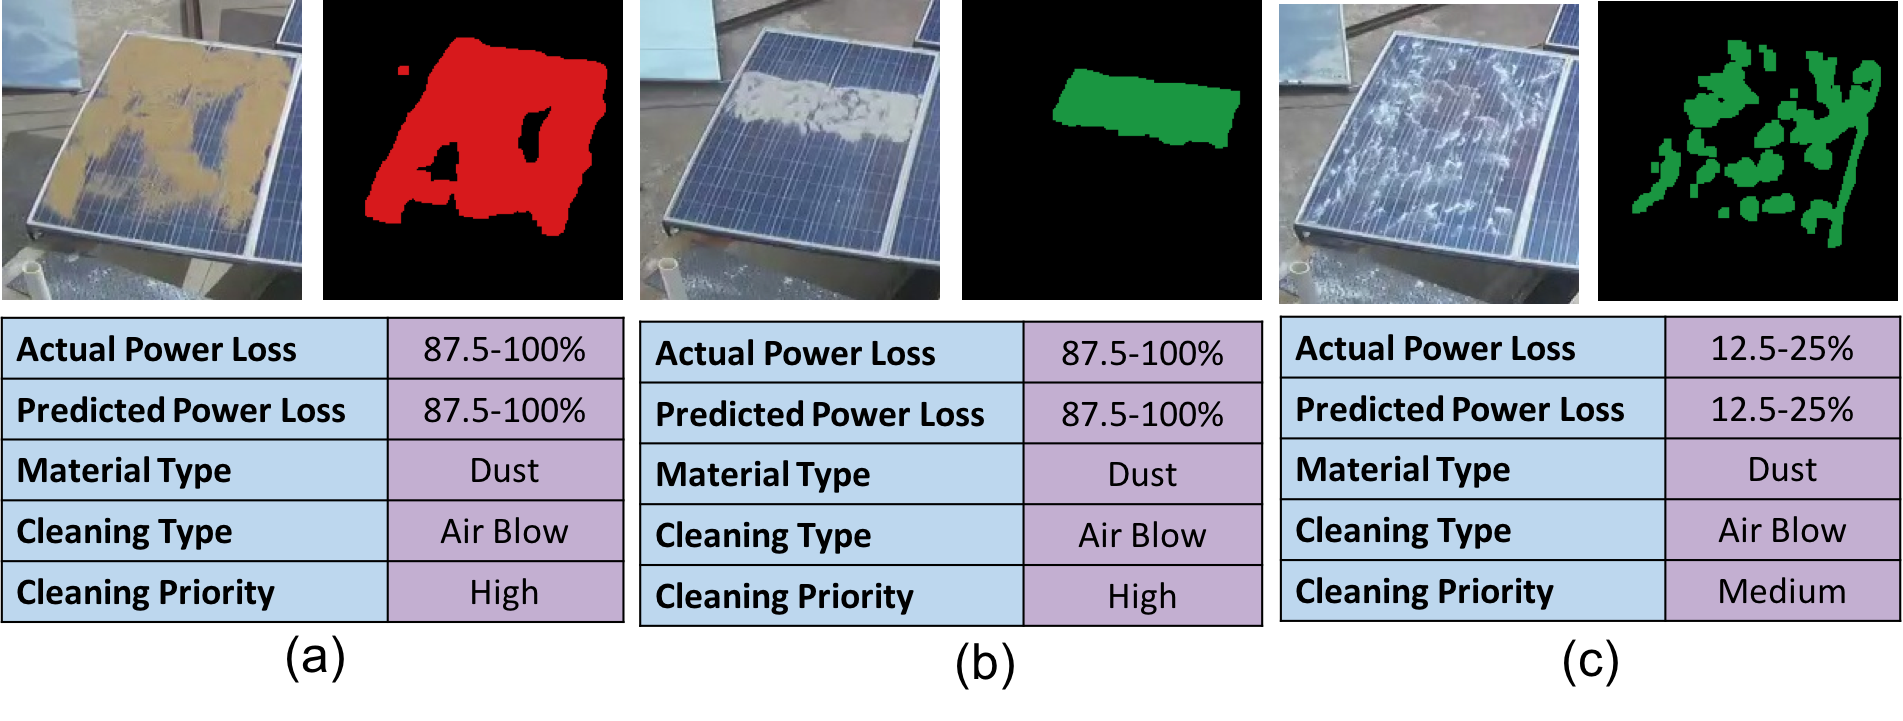 Actual Power Loss 87.5-100%
Predicted Power Loss 87.5-100%
Material Type Dust
Cleaning Type Air Blow
Cleaning Priority High
(a)
Actual Power Loss 87.5-100%
Predicted Power Loss 87.5-100%
Material Type Dust
Cleaning Type Air Blow
Cleaning Priority High
(b)
Actual Power Loss 12.5-25%
Predicted Power Loss 12.5-25%
Material Type Dust
Cleaning Type Air Blow
Cleaning Priority Medium
(c)